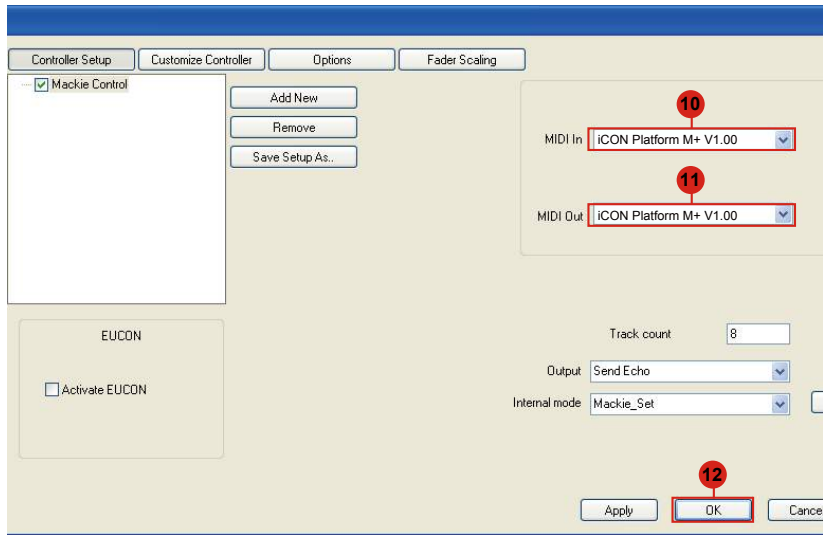 Controller Setup Customize Controller Options Fader Scaling
Mackie Control
Add New
Remove
Save Setup As..
10
MIDI In iCON Platform M+ V1.00
11
MIDI Out iCON Platform M+ V1.00
EUCON
Activate EUCON
Track count 8
Output Send Echo
Internal mode Mackie_Set
12
Apply OK Cance